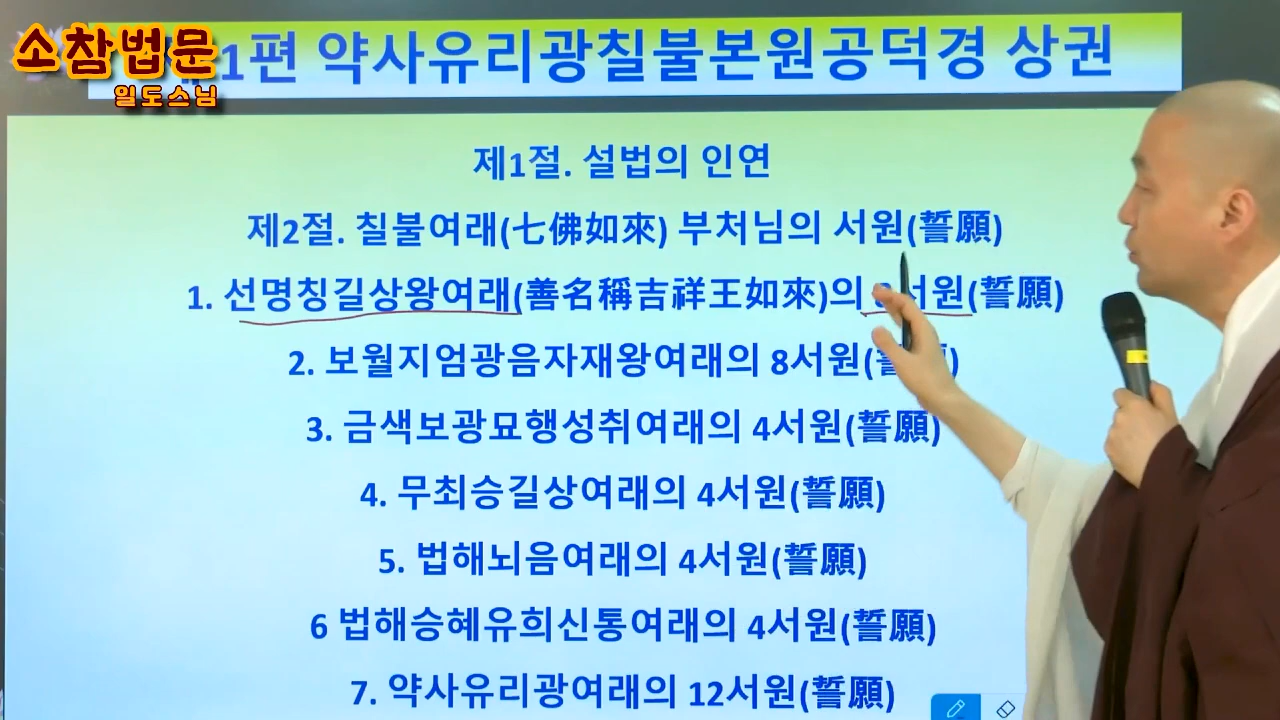 소참법문
일도스님
1편 약사유리광칠불본원공덕경 상권
제1절. 설법의 인연
제2절. 칠불여래(七佛如來) 부처님의 서원(誓願)
1. 선명칭길상왕여래(善名稱吉祥王如來)의 서원(誓願)
2. 보월지엄광음자재왕여래의 8서원(
3. 금색보광묘행성취여래의 4서원(誓願)
4. 무최승길상여래의 4서원(誓願)
5. 법해뇌음여래의 4서원(誓願)
6 법해승혜유희신통여래의 4서원(誓願)
7. 약사유리광여래의 12서원(誓願)